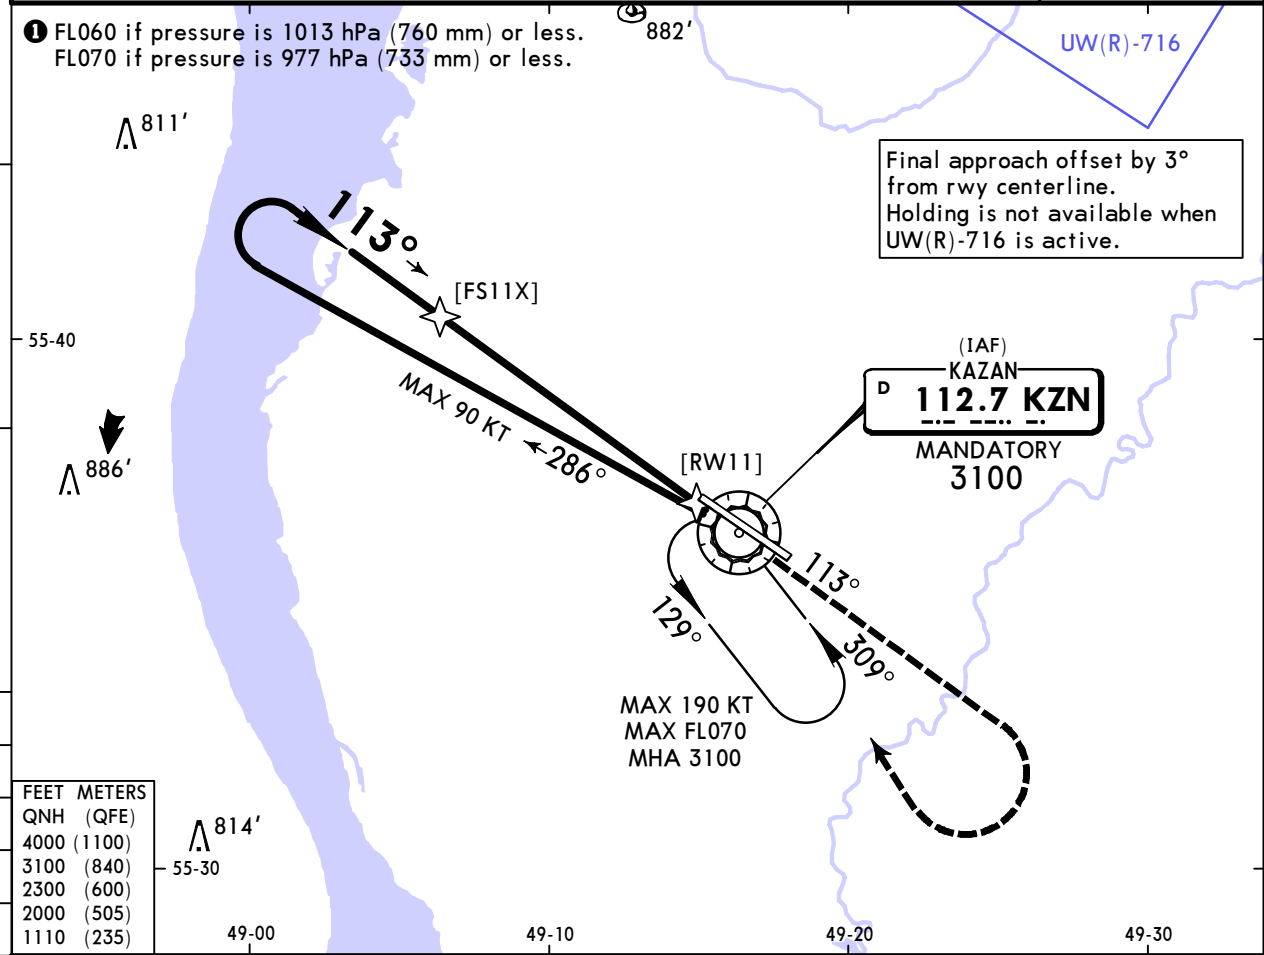 ❶ FL060 if pressure is 1013 hPa (760 mm) or less.
FL070 if pressure is 977 hPa (733 mm) or less.
882'
UW(R)-716
811'
Final approach offset by 3°
from rwy centerline.
Holding is not available when
UW(R)-716 is active.
113°
[FS11X]
55-40
(IAF)
KAZAN
D 112.7 KZN
MANDATORY
3100
MAX 90 KT
286°
886'
[RW11]
113°
129°
309°
MAX 190 KT
MAX FL070
MHA 3100
FEET METERS
QNH (QFE)
4000 (1100)
3100 (840)
2300 (600)
2000 (505)
1110 (235)
814'
55-30
49-00
49-10
49-20
49-30